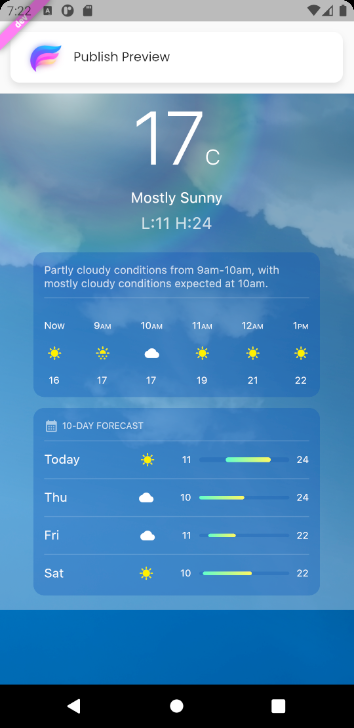 7:22
dev
Publish Preview
17 C
Mostly Sunny
L:11 H:24
Partly cloudy conditions from 9am-10am, with
mostly cloudy conditions expected at 10am.
Now 9AM 10AM 11AM 12AM 1PM
16 17 17 19 21 22
10-DAY FORECAST
Today 11 24
Thu 10 24
Fri 11 22
Sat 10 22